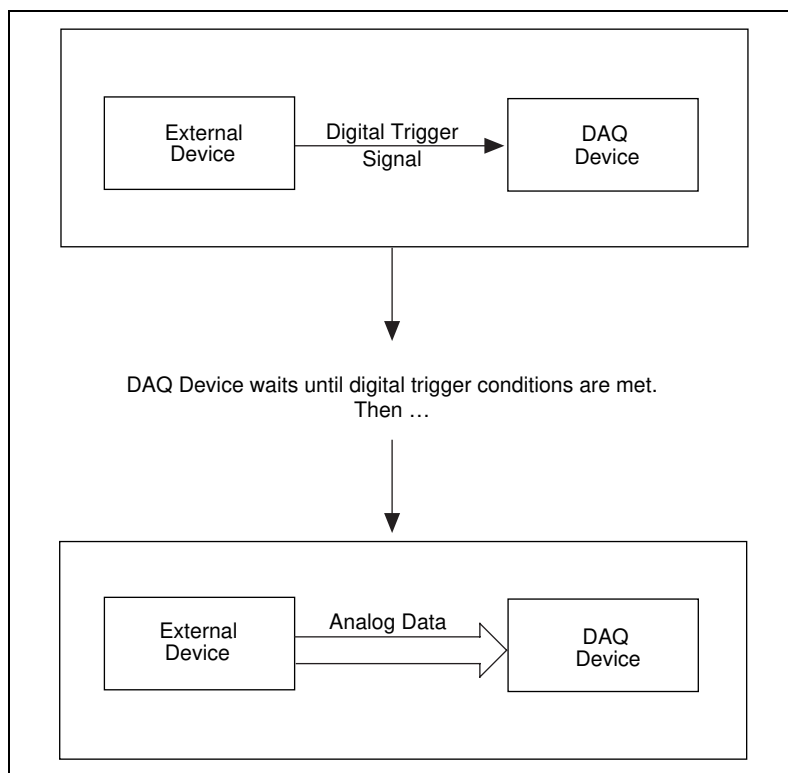 External
Device
Digital Trigger
Signal
DAQ
Device
DAQ Device waits until digital trigger conditions are met.
Then …
External
Device
Analog Data
DAQ
Device